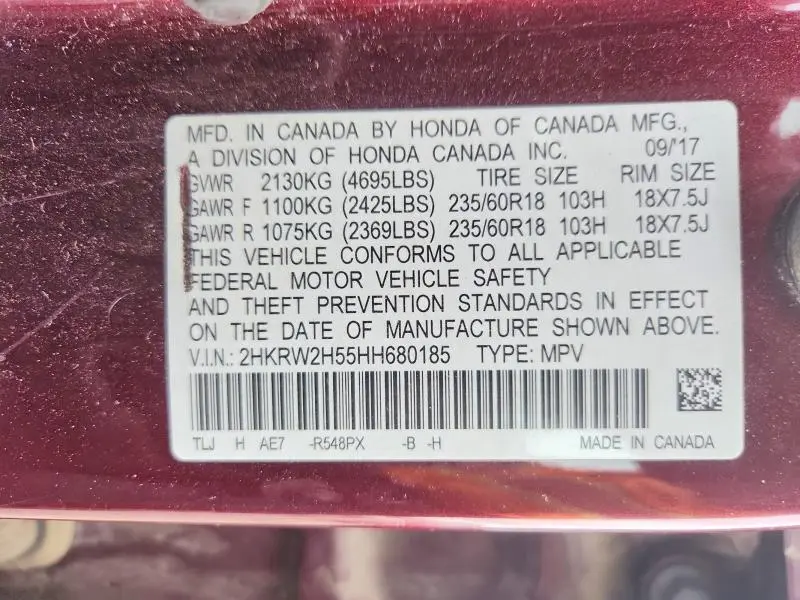 MFD. IN CANADA BY HONDA OF CANADA MFG.,
A DIVISION OF HONDA CANADA INC. 09/'17
GVWR 2130KG (4695LBS) TIRE SIZE RIM SIZE
GAWR F 1100KG (2425LBS) 235/60R18 103H 18X7.5J
GAWR R 1075KG (2369LBS) 235/60R18 103H 18X7.5J
THIS VEHICLE CONFORMS TO ALL APPLICABLE
FEDERAL MOTOR VEHICLE SAFETY
AND THEFT PREVENTION STANDARDS IN EFFECT
ON THE DATE OF MANUFACTURE SHOWN ABOVE.
V.I.N.: 2HKRW2H55HH680185 TYPE: MPV
TLJ H AE7 -R548PX -B -H MADE IN CANADA